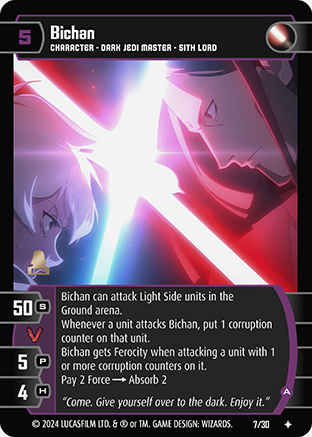 5
Bichan
CHARACTER - DARK JEDI MASTER - SITH LORD
50 S
5 P
4 H
Bichan can attack Light Side units in the
Ground arena.
Whenever a unit attacks Bichan, put 1 corruption
counter on that unit.
Bichan gets Ferocity when attacking a unit with 1
or more corruption counters on it.
Pay 2 Force → Absorb 2
"Come. Give yourself over to the dark. Enjoy it."
A
© 2024 LUCASFILM LTD. & ® or TM. GAME DESIGN: WIZARDS.
7/30